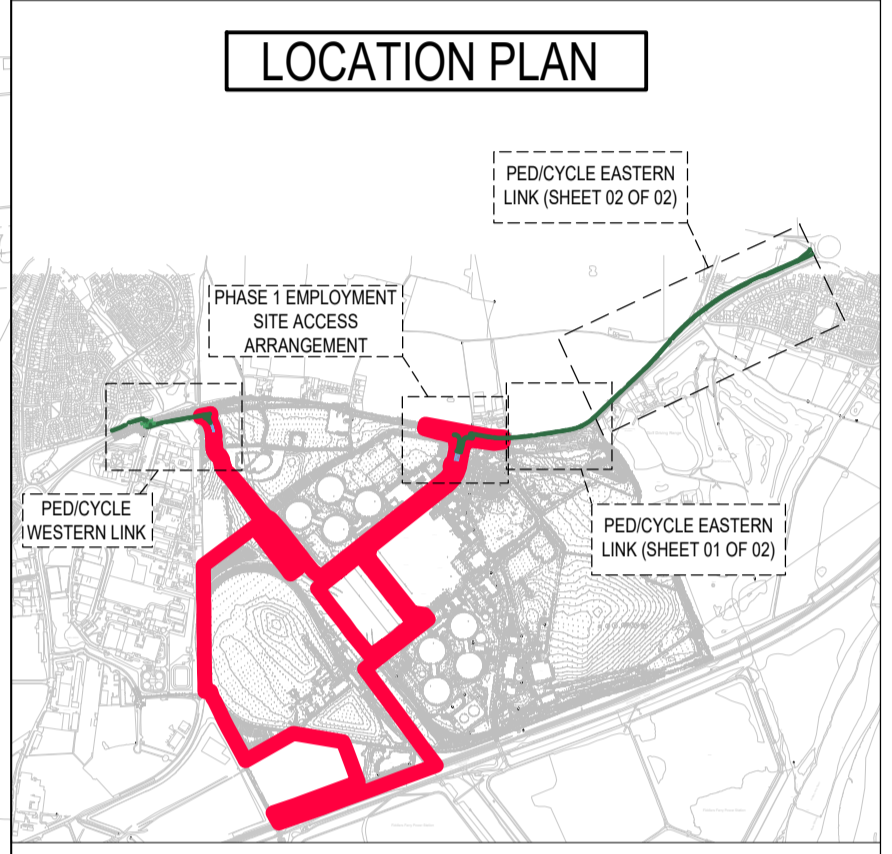 LOCATION PLAN
PED/CYCLE EASTERN
LINK (SHEET 02 OF 02)
PHASE 1 EMPLOYMENT
SITE ACCESS
ARRANGEMENT
PED/CYCLE
WESTERN LINK
PED/CYCLE EASTERN
LINK (SHEET 01 OF 02)